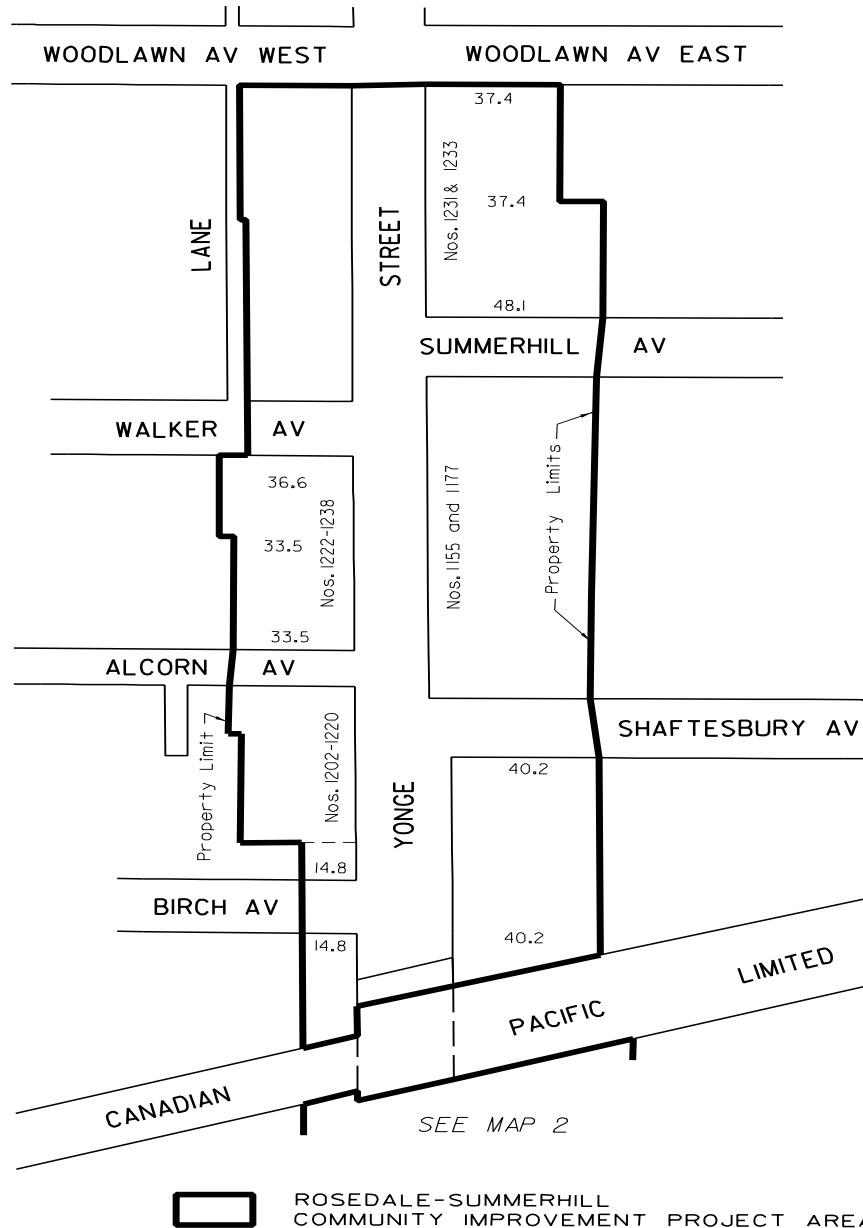 WOODLAWN AV WEST
WOODLAWN AV EAST
37.4
Nos. 1231 & 1233
37.4
LANE
STREET
48.1
SUMMERHILL AV
WALKER AV
Property Limits
36.6
Nos. 1222-1238
33.5
Nos. 1155 and 1177
33.5
ALCORN AV
Property Limit
Nos. 1202-1220
SHAFTESBURY AV
40.2
YONGE
14.8
BIRCH AV
14.8
40.2
CANADIAN PACIFIC LIMITED
SEE MAP 2
ROSEDALE-SUMMERHILL
COMMUNITY IMPROVEMENT PROJECT AREA